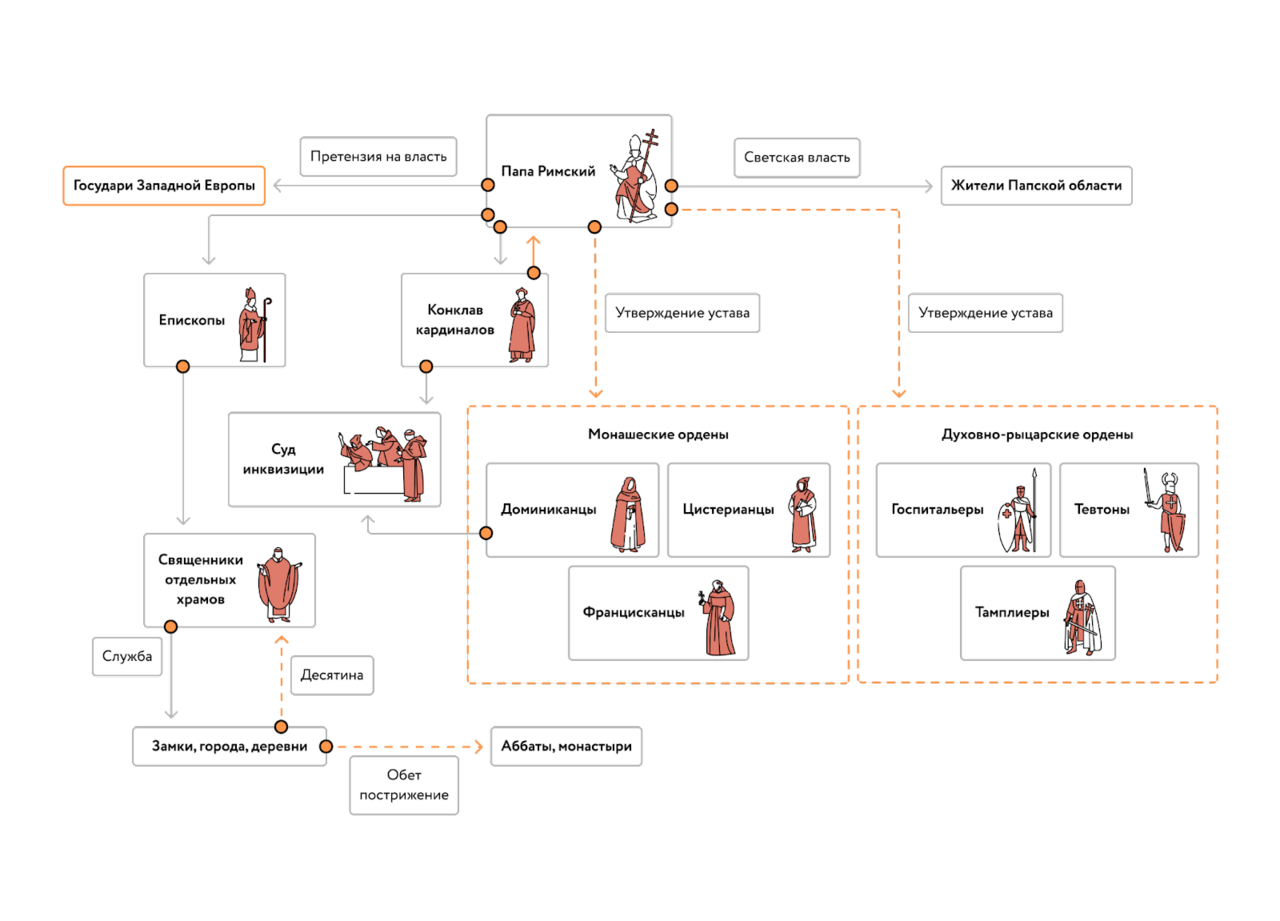 Претензия на власть
Папа Римский
Светская власть
Государи Западной Европы
Жители Папской области
Епископы
Конклав
кардиналов
Утверждение устава
Утверждение устава
Суд
инквизиции
Монашеские ордены
Духовно-рыцарские ордены
Доминиканцы
Цистерианцы
Госпитальеры
Тевтоны
Священники
отдельных
храмов
Францисканцы
Тамплиеры
Служба
Десятина
Замки, города, деревни
Аббаты, монастыри
Обет
пострижение